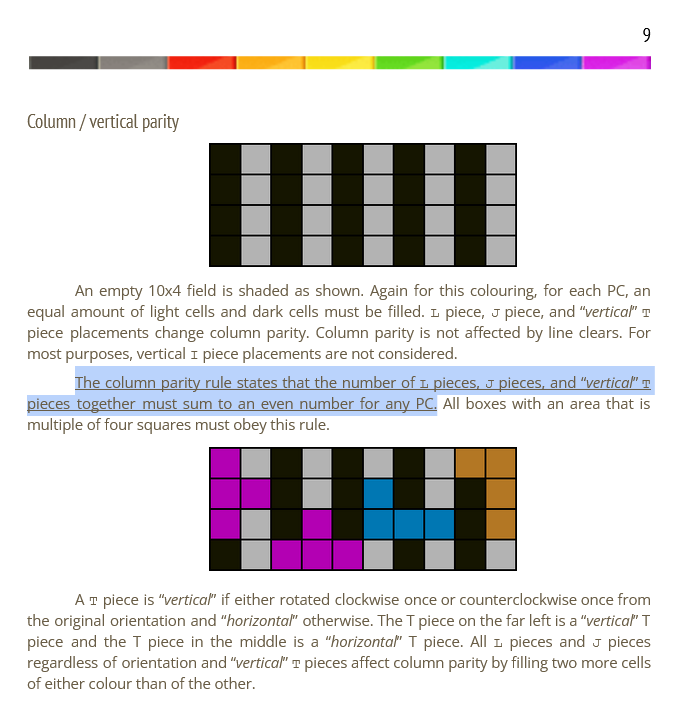 9
Column / vertical parity
An empty 10x4 field is shaded as shown. Again for this colouring, for each PC, an
equal amount of light cells and dark cells must be filled. L piece, J piece, and “vertical” T
piece placements change column parity. Column parity is not affected by line clears. For
most purposes, vertical I piece placements are not considered.
The column parity rule states that the number of L pieces, J pieces, and “vertical” T
pieces together must sum to an even number for any PC. All boxes with an area that is
multiple of four squares must obey this rule.
A T piece is “vertical” if either rotated clockwise once or counterclockwise once from
the original orientation and “horizontal” otherwise. The T piece on the far left is a “vertical” T
piece and the T piece in the middle is a “horizontal” T piece. All L pieces and J pieces
regardless of orientation and “vertical” T pieces affect column parity by filling two more cells
of either colour than of the other.